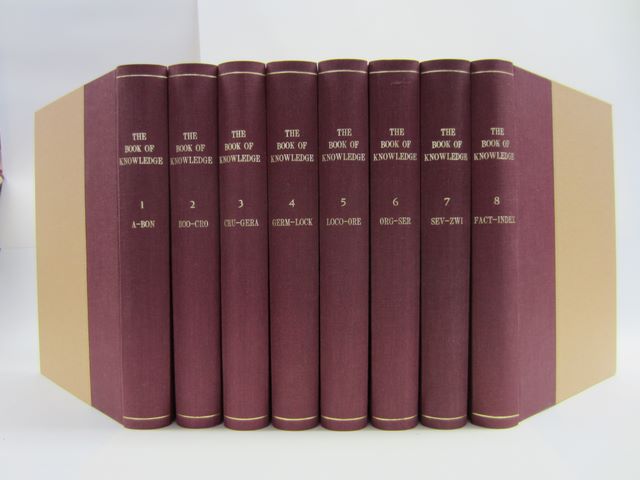 THE
BOOK OF
KNOWLEDGE
1
A-BON
THE
BOOK OF
KNOWLEDGE
2
BOO-CRO
THE
BOOK OF
KNOWLEDGE
3
CRU-GERA
THE
BOOK OF
KNOWLEDGE
4
GERM-LOCK
THE
BOOK OF
KNOWLEDGE
5
LOCO-ORE
THE
BOOK OF
KNOWLEDGE
6
ORG-SER
THE
BOOK OF
KNOWLEDGE
7
SEV-ZWI
THE
BOOK OF
KNOWLEDGE
8
FACT-INDEX